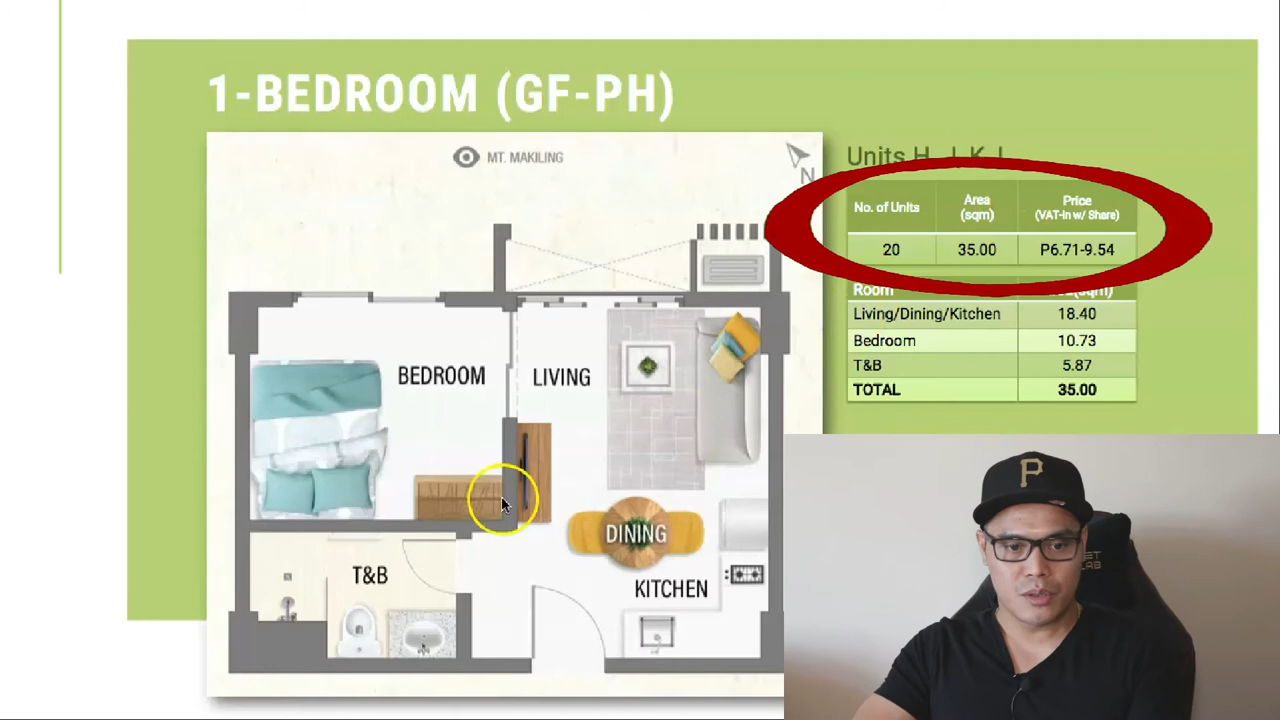 1-BEDROOM (GF-PH)
MT. MAKILING
N
Units H, J, K, L
No. of Units Area (sqm) Price (VAT-in w/ Share)
20 35.00 P6.71-9.54
Room
Living/Dining/Kitchen 18.40
Bedroom 10.73
T&B 5.87
TOTAL 35.00
BEDROOM
LIVING
DINING
KITCHEN
T&B
P